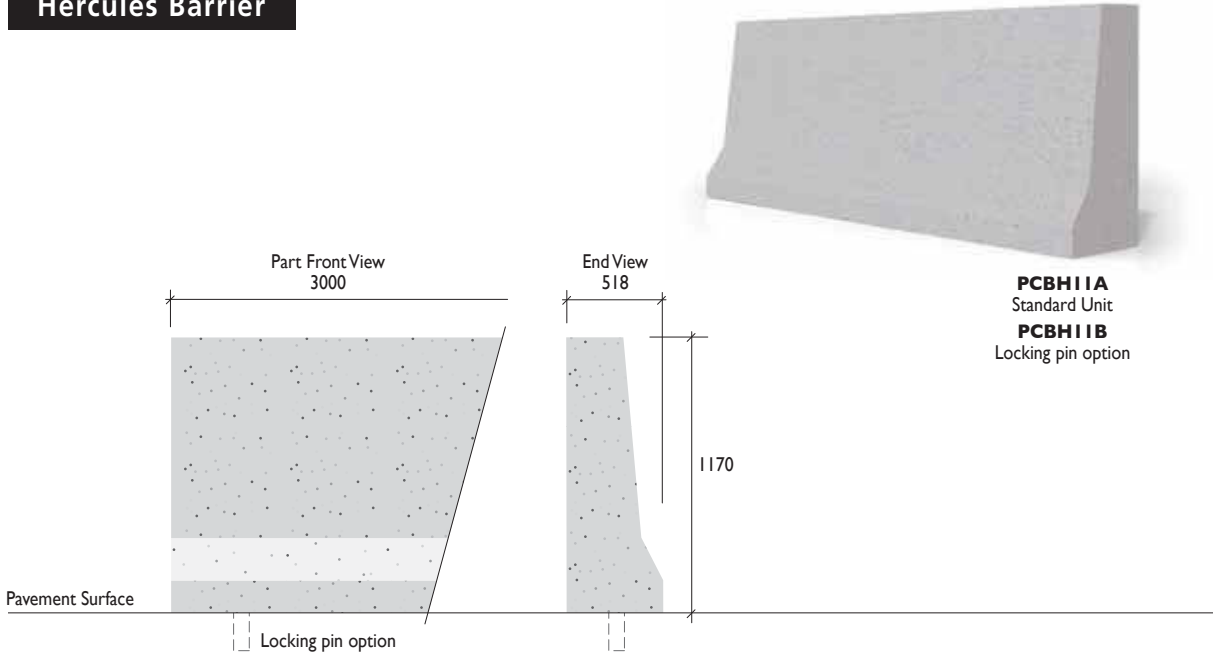 Hercules Barrier
PCBH11A
Standard Unit
PCBH11B
Locking pin option
Part Front View
3000
End View
518
1170
Pavement Surface
Locking pin option